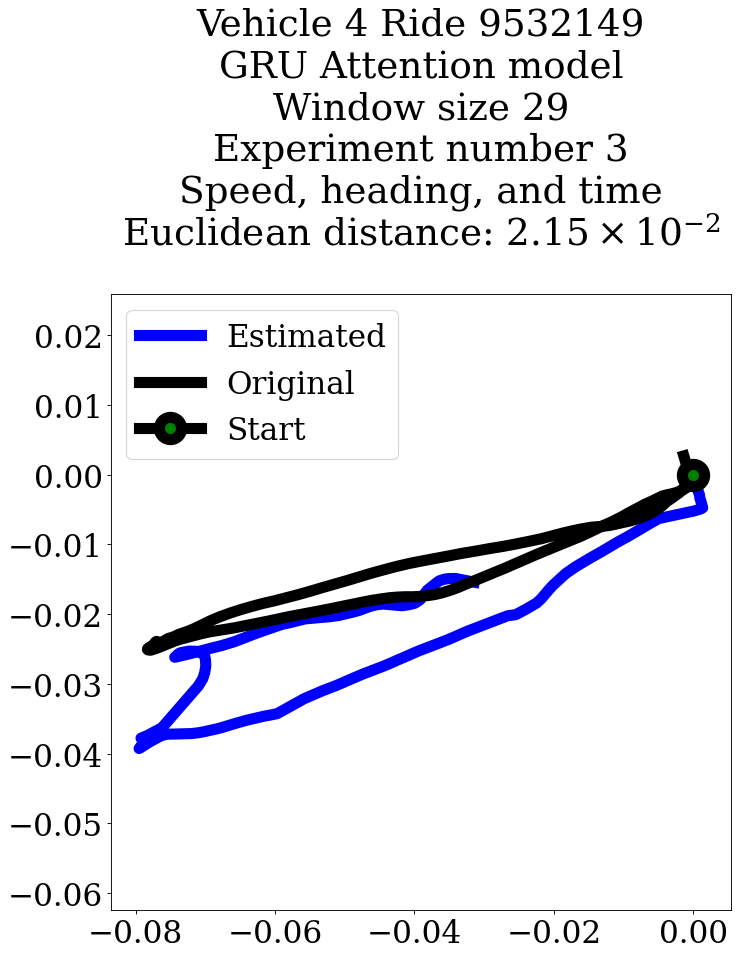 Vehicle 4 Ride 9532149
GRU Attention model
Window size 29
Experiment number 3
Speed, heading, and time
Euclidean distance: 2.15 × 10⁻²
Estimated
Original
Start
0.02
0.01
0.00
−0.01
−0.02
−0.03
−0.04
−0.05
−0.06
−0.08 −0.06 −0.04 −0.02 0.00